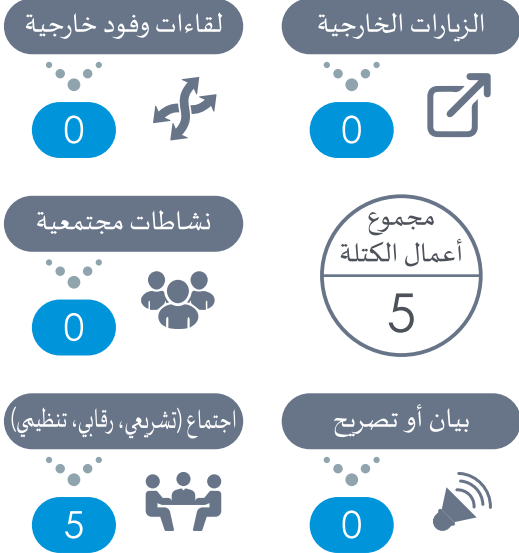 الزيارات الخارجية
0
لقاءات وفود خارجية
0
مجموع
أعمال الكتلة
5
نشاطات مجتمعية
0
بيان أو تصريح
0
اجتماع (تشريعي، رقابي، تنظيمي)
5